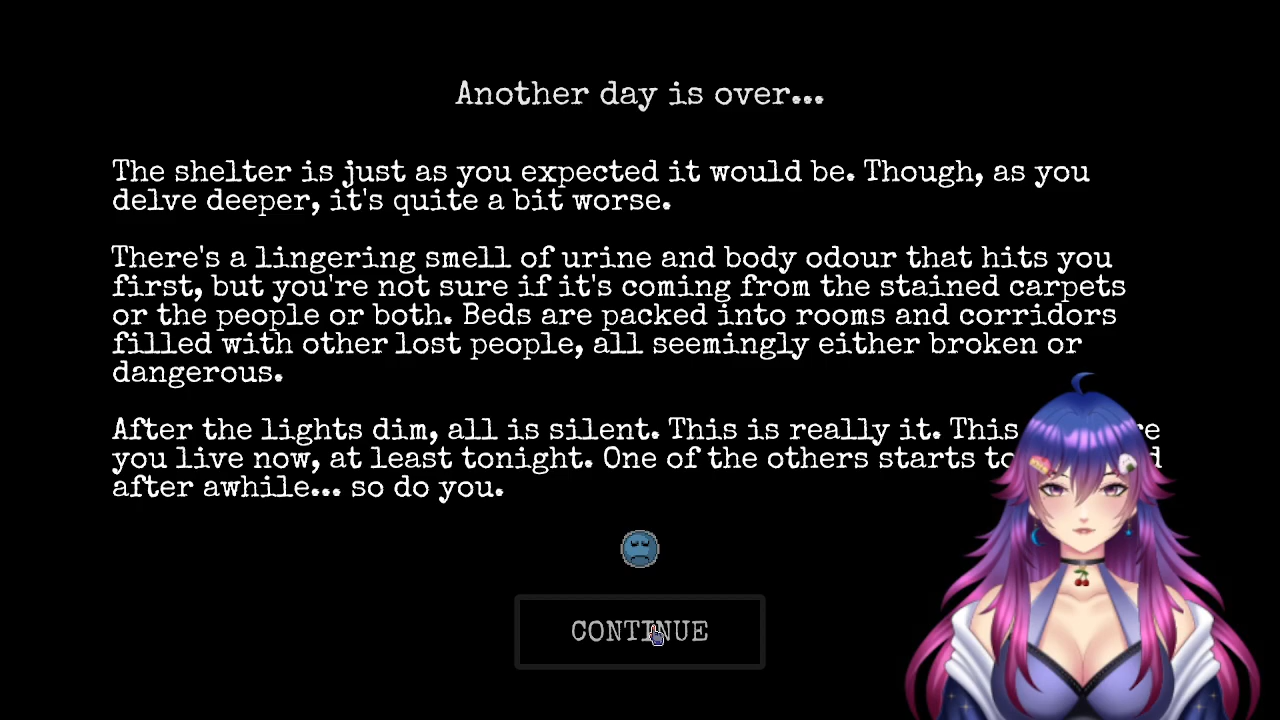 Another day is over...
The shelter is just as you expected it would be. Though, as you
delve deeper, it's quite a bit worse.
There's a lingering smell of urine and body odour that hits you
first, but you're not sure if it's coming from the stained carpets
or the people or both. Beds are packed into rooms and corridors
filled with other lost people, all seemingly either broken or
dangerous.
After the lights dim, all is silent. This is really it. This
you live now, at least tonight. One of the others starts to
after awhile... so do you.
CONTINUE